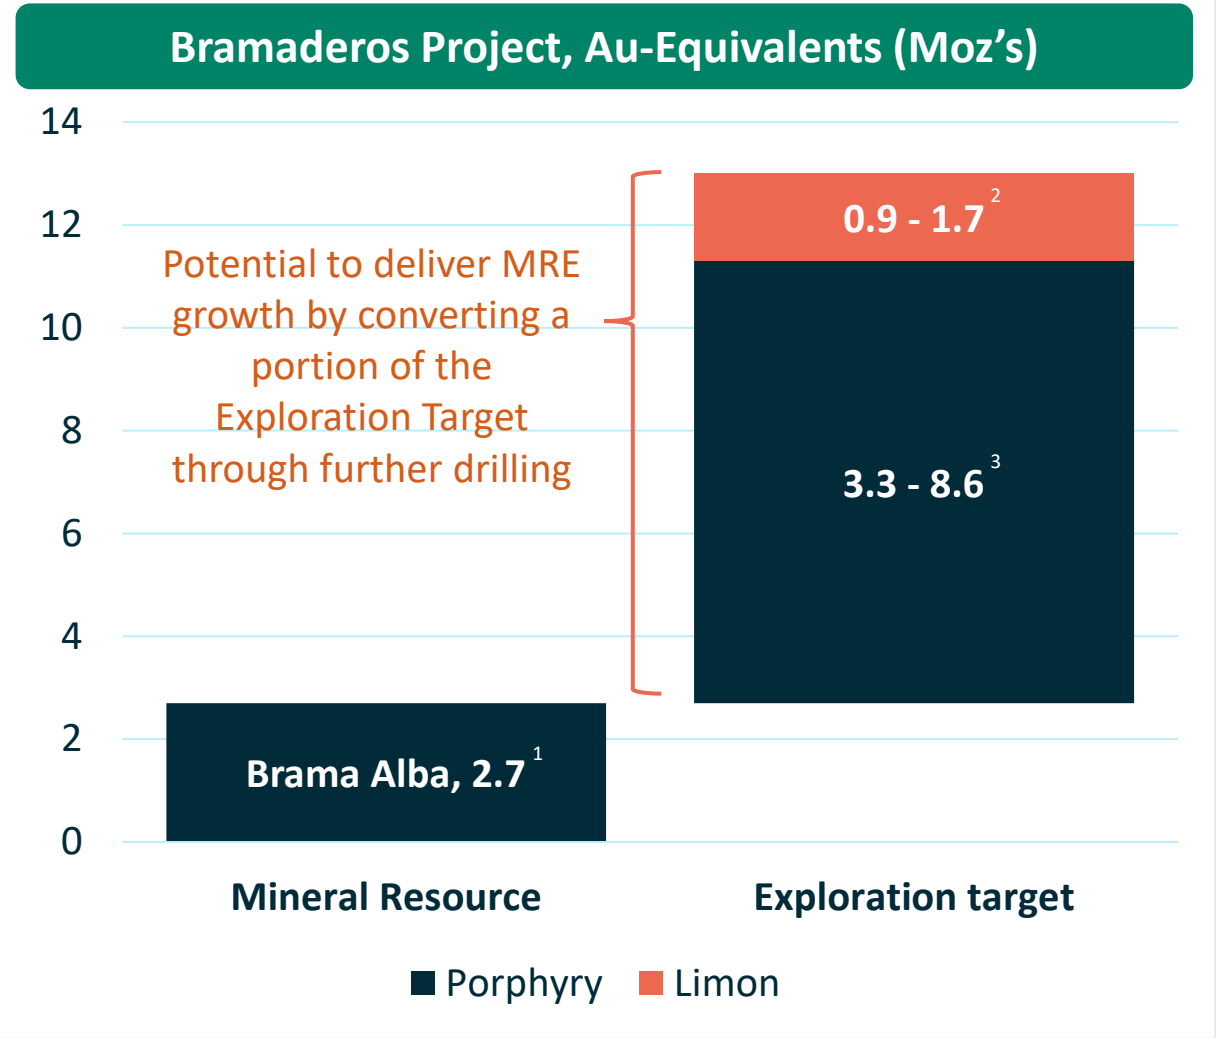 Bramaderos Project, Au-Equivalents (Moz’s)
14
12
10
8
6
4
2
0
Potential to deliver MRE
growth by converting a
portion of the
Exploration Target
through further drilling
0.9 - 1.7 2
3.3 - 8.6 3
Brama Alba, 2.7 1
Mineral Resource
Exploration target
Porphyry
Limon